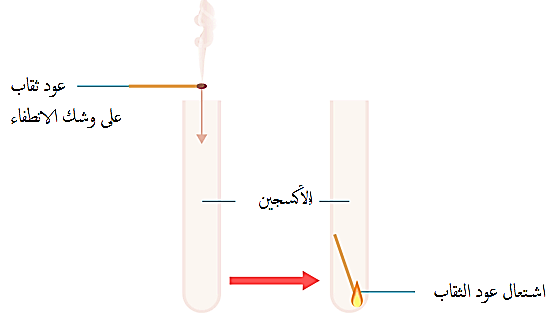 عود ثقاب
على وشك الانطفاء
الأكسجين
اشتعال عود الثقاب